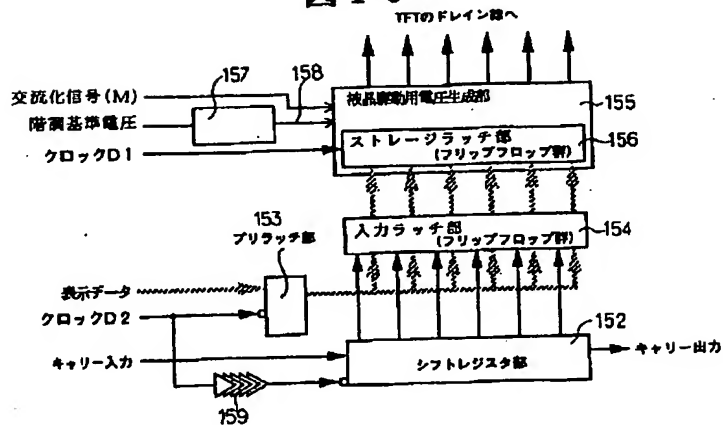 TFTのドレイン線へ
157
158
交流化信号(M)
階調基準電圧
クロックD1
液晶駆動用電圧生成部
155
ストレージラッチ部
(フリップフロップ群)
156
153
プリラッチ部
入力ラッチ部
(フリップフロップ群)
154
表示データ
クロックD2
キャリー入力
シフトレジスタ部
152
キャリー出力
159